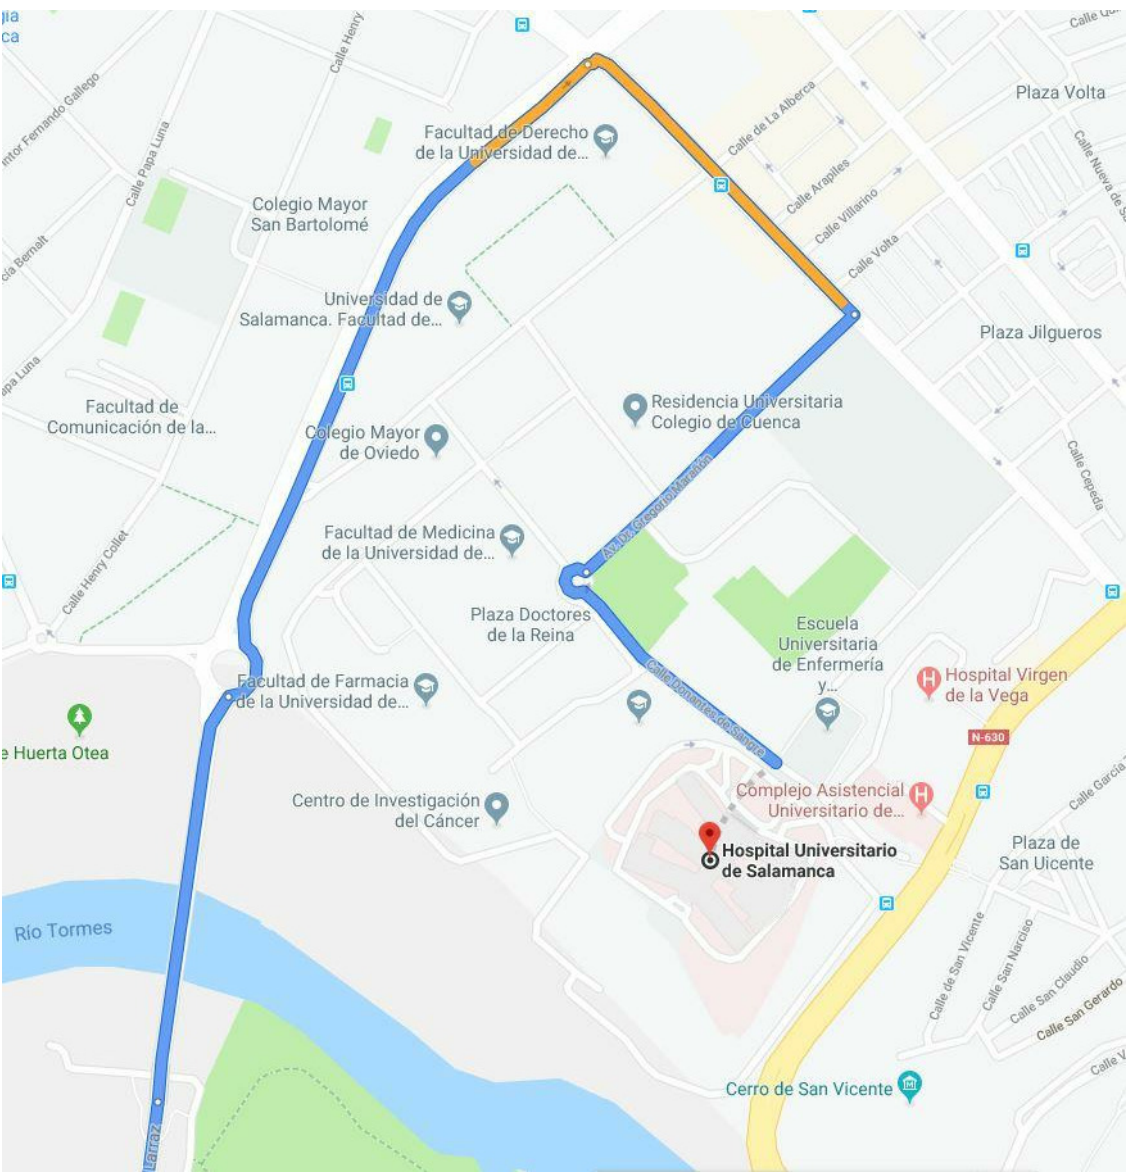 gia
ca
Calle Henry
Plaza Volta
Calle Papa Luna
Facultad de Derecho
de la Universidad de...
Calle de La Alberca
Calle Arapiles
Calle Villarino
Calle Volta
Calle Nueva de S
Colegio Mayor
San Bartolomé
Universidad de
Salamanca. Facultad de...
Plaza Jilgueros
Facultad de
Comunicación de la...
Colegio Mayor
de Oviedo
Residencia Universitaria
Colegio de Cuenca
Calle Cepeda
Av. Dr. Gregorio Marañón
Facultad de Medicina
de la Universidad de...
Calle Henry Collet
Plaza Doctores
de la Reina
Escuela
Universitaria
de Enfermería
y...
Calle Donantes de Sangre
Hospital Virgen
de la Vega
Facultad de Farmacia
de la Universidad de...
N-630
e Huerta Otea
Centro de Investigación
del Cáncer
Complejo Asistencial
Universitario de...
Calle García
Plaza de
San Uicente
Hospital Universitario
de Salamanca
Río Tormes
Calle de San Vicente
Calle San Narciso
Calle San Claudio
Calle San Gerardo
Calle V
Cerro de San Vicente
Larraz